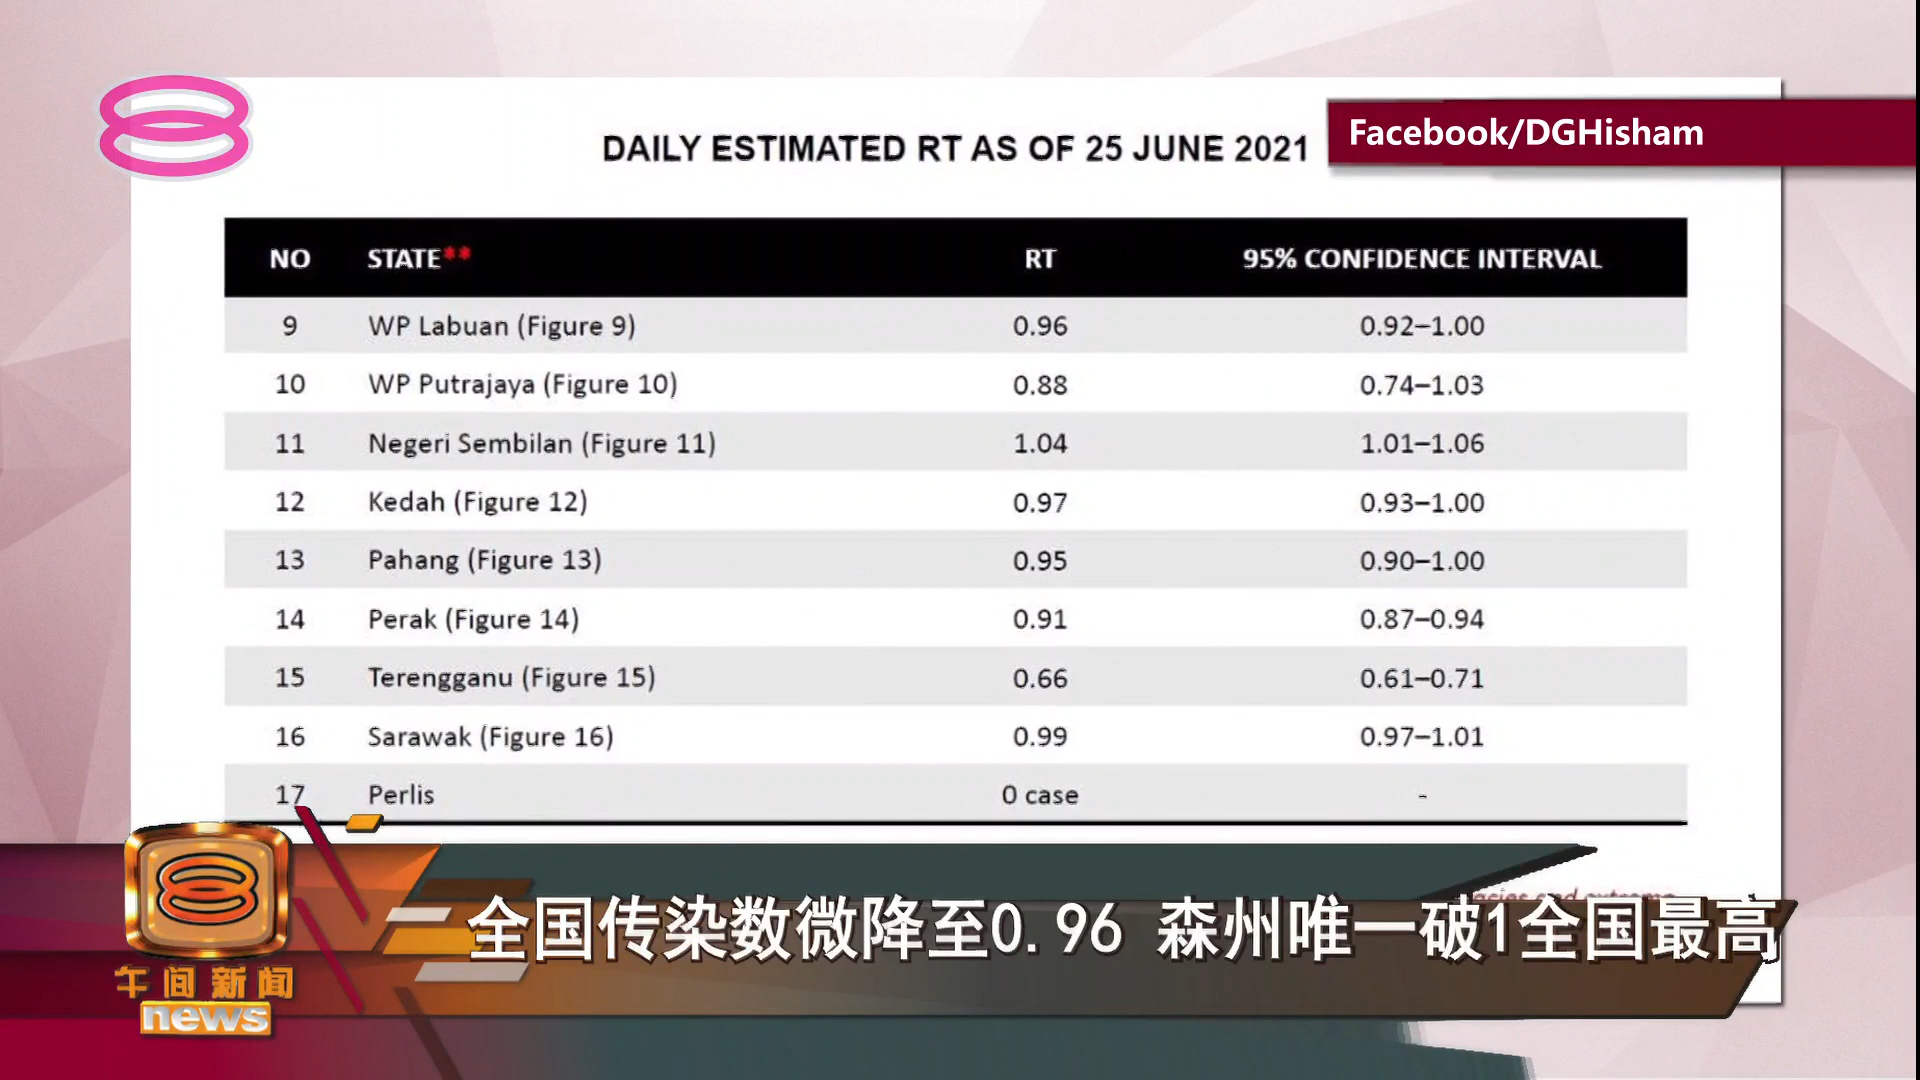 Facebook/DGHisham
DAILY ESTIMATED RT AS OF 25 JUNE 2021
NO STATE** RT 95% CONFIDENCE INTERVAL
9 WP Labuan (Figure 9) 0.96 0.92–1.00
10 WP Putrajaya (Figure 10) 0.88 0.74–1.03
11 Negeri Sembilan (Figure 11) 1.04 1.01–1.06
12 Kedah (Figure 12) 0.97 0.93–1.00
13 Pahang (Figure 13) 0.95 0.90–1.00
14 Perak (Figure 14) 0.91 0.87–0.94
15 Terengganu (Figure 15) 0.66 0.61–0.71
16 Sarawak (Figure 16) 0.99 0.97–1.01
17 Perlis 0 case -
全国传染数微降至0.96 森州唯一破1全国最高
午间新闻
news